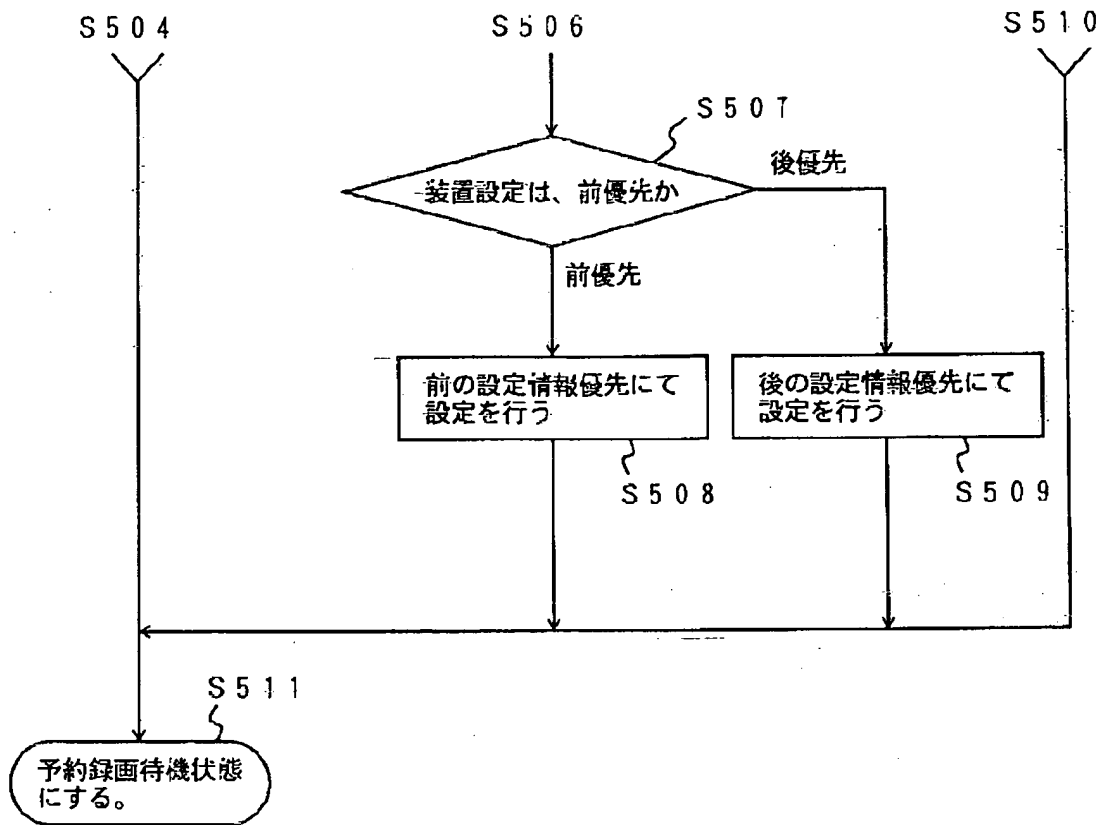 Ｓ５０４
Ｓ５０６
Ｓ５１０
Ｓ５０７
後優先
装置設定は、前優先か
前優先
前の設定情報優先にて
設定を行う
後の設定情報優先にて
設定を行う
Ｓ５０８
Ｓ５０９
Ｓ５１１
予約録画待機状態
にする。